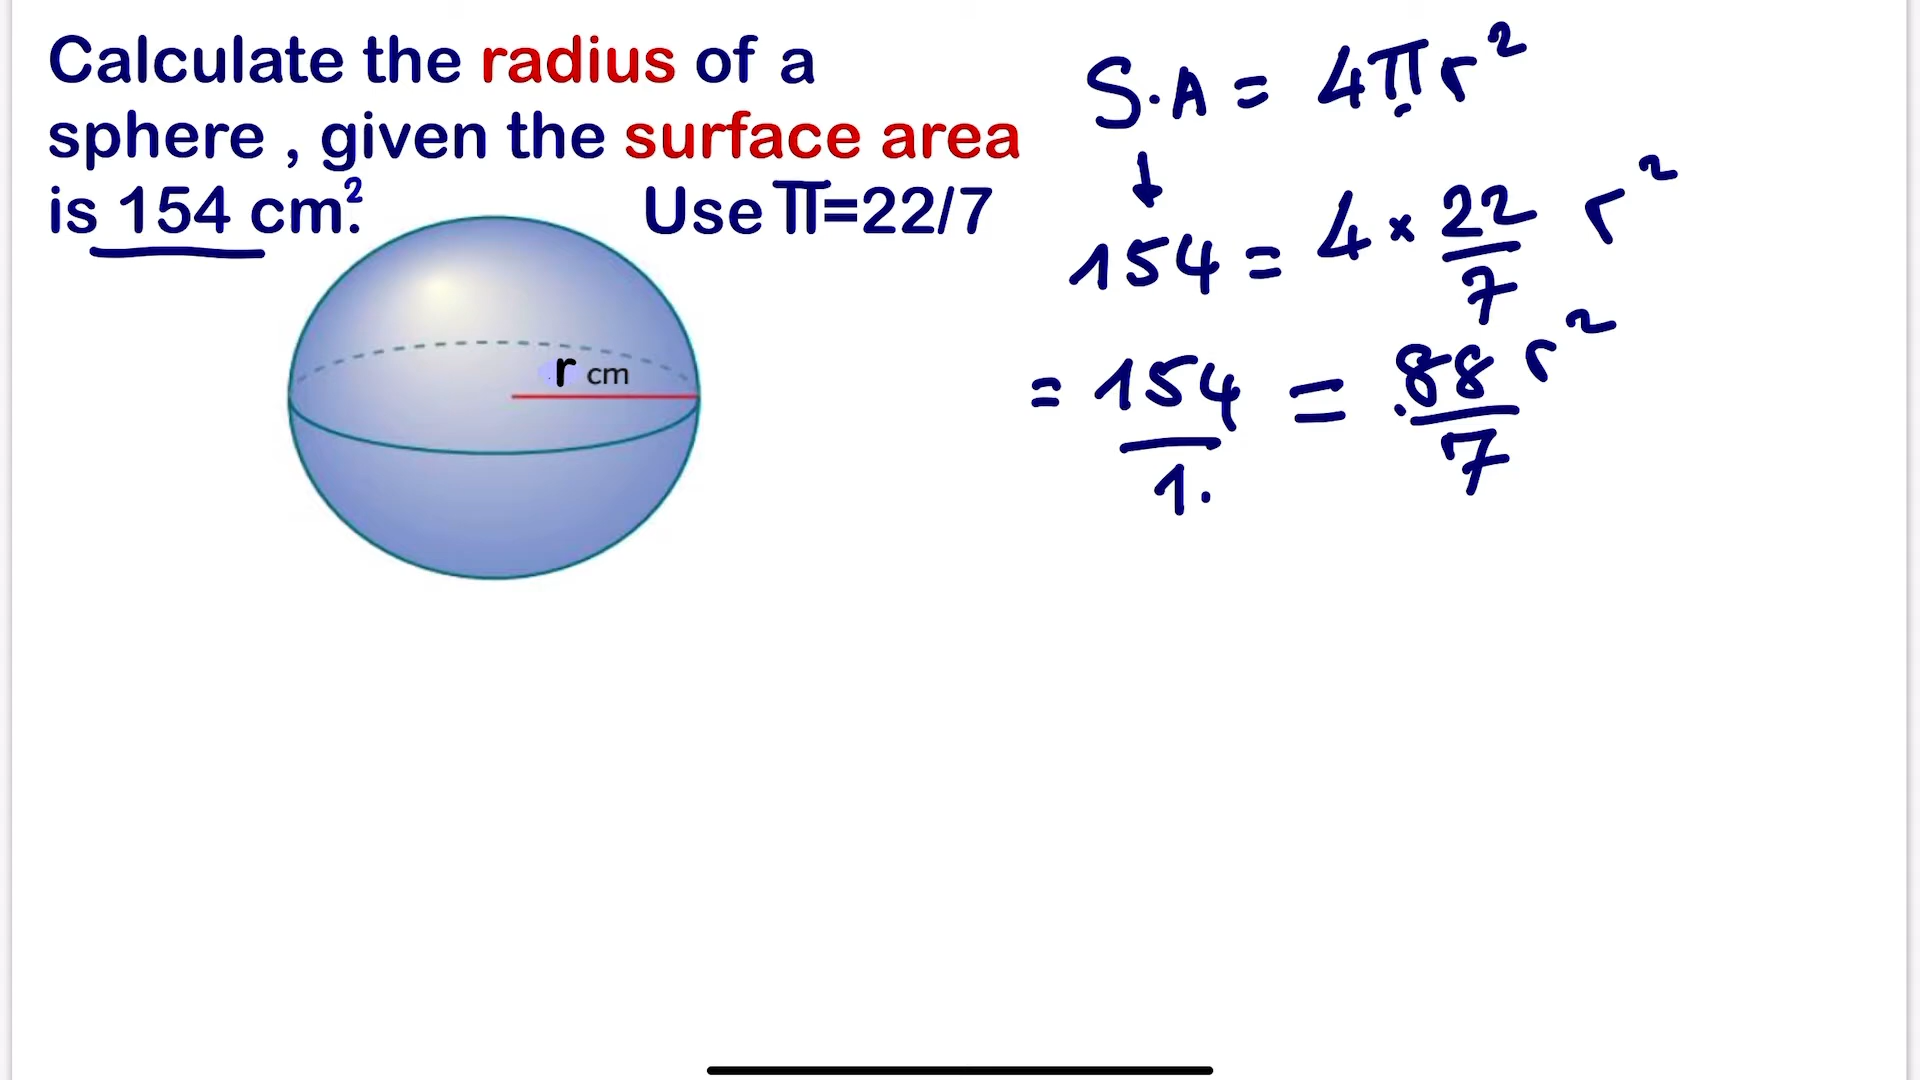 Calculate the radius of a
sphere , given the surface area
is 154 cm².
Use π=22/7
r cm
S.A = 4πr²
154 = 4 × 22/7 r²
= 154/1 = 88/7 r²